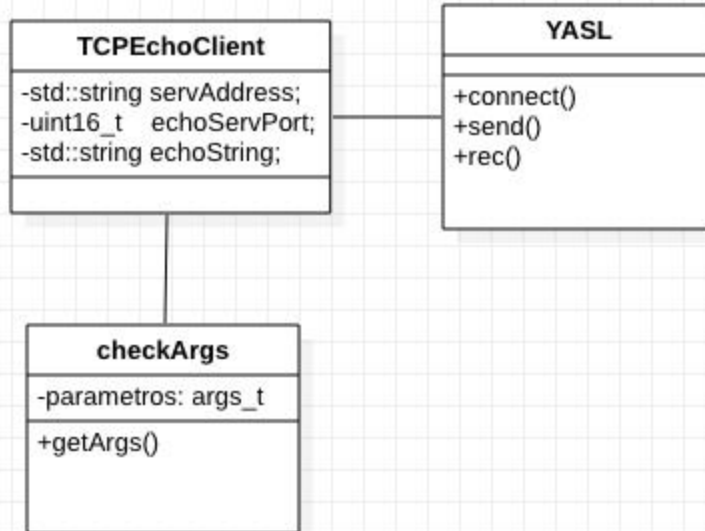 TCPEchoClient
-std::string servAddress;
-uint16_t echoServPort;
-std::string echoString;
YASL
+connect()
+send()
+rec()
checkArgs
-parametros: args_t
+getArgs()